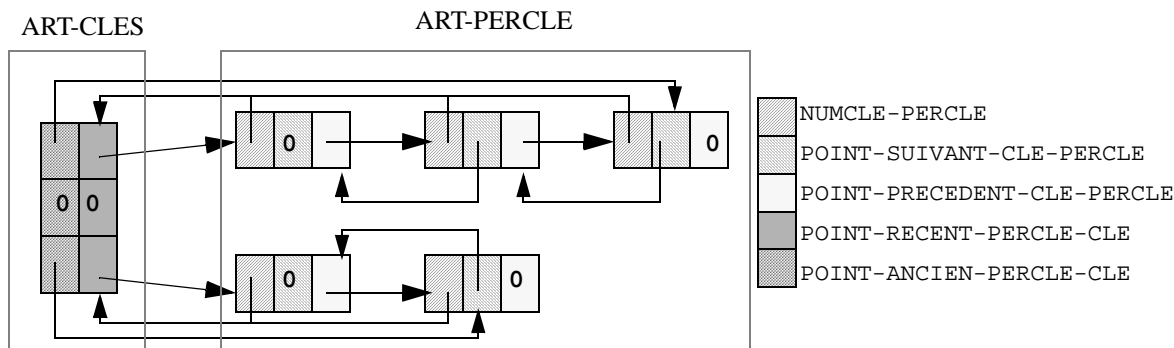 ART-CLES
ART-PERCLE
0
0
0 0
0
0
NUMCLE-PERCLE
POINT-SUIVANT-CLE-PERCLE
POINT-PRECEDENT-CLE-PERCLE
POINT-RECENT-PERCLE-CLE
POINT-ANCIEN-PERCLE-CLE